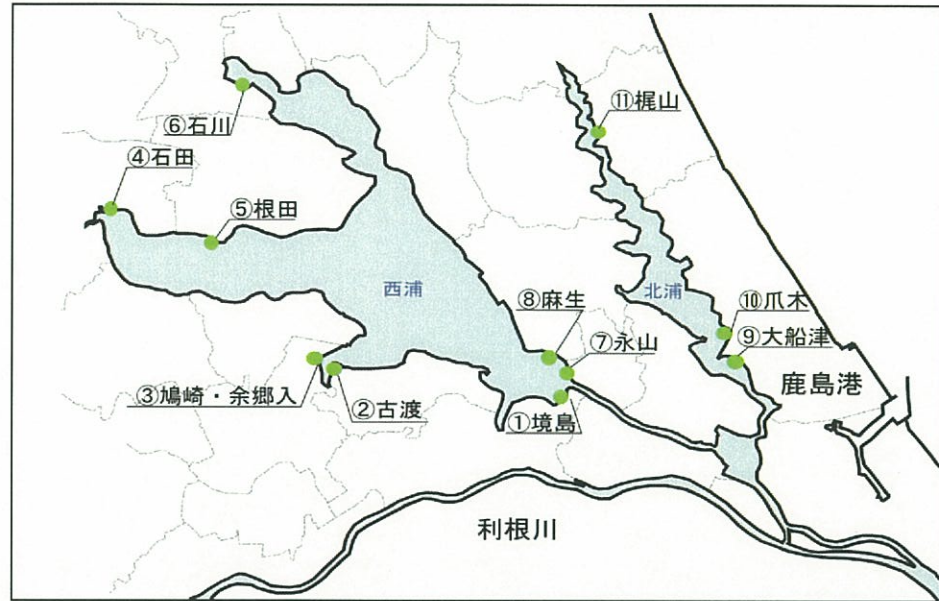 ⑪梶山
⑥石川
④石田
⑤根田
西浦
北浦
⑧麻生
⑩爪木
⑦永山
⑨大船津
③鳩崎・余郷入
②古渡
①境島
鹿島港
利根川